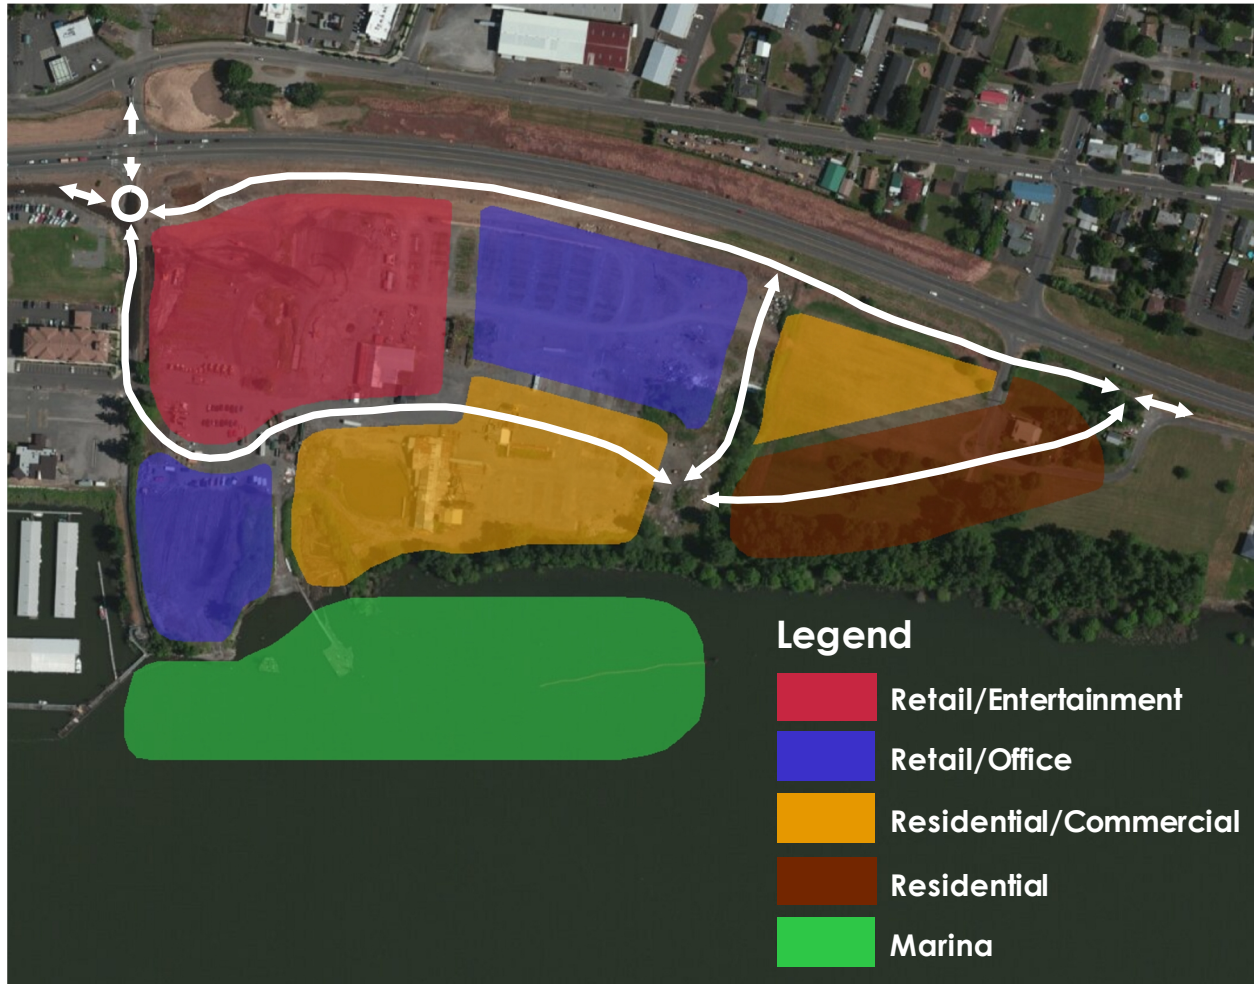 Legend
Retail/Entertainment
Retail/Office
Residential/Commercial
Residential
Marina